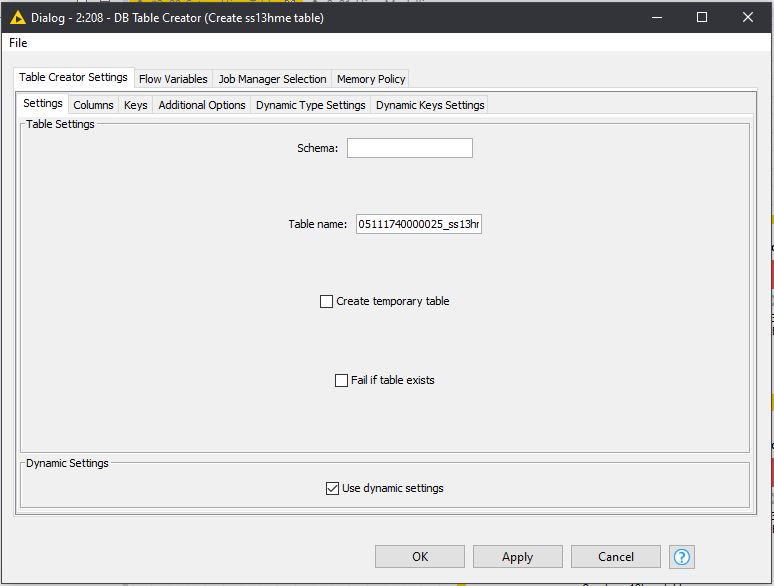 Dialog - 2:208 - DB Table Creator (Create ss13hme table)
File
Table Creator Settings Flow Variables Job Manager Selection Memory Policy
Settings Columns Keys Additional Options Dynamic Type Settings Dynamic Keys Settings
Table Settings
Schema:
Table name: 05111740000025_ss13hr
Create temporary table
Fail if table exists
Dynamic Settings
Use dynamic settings
OK Apply Cancel ?